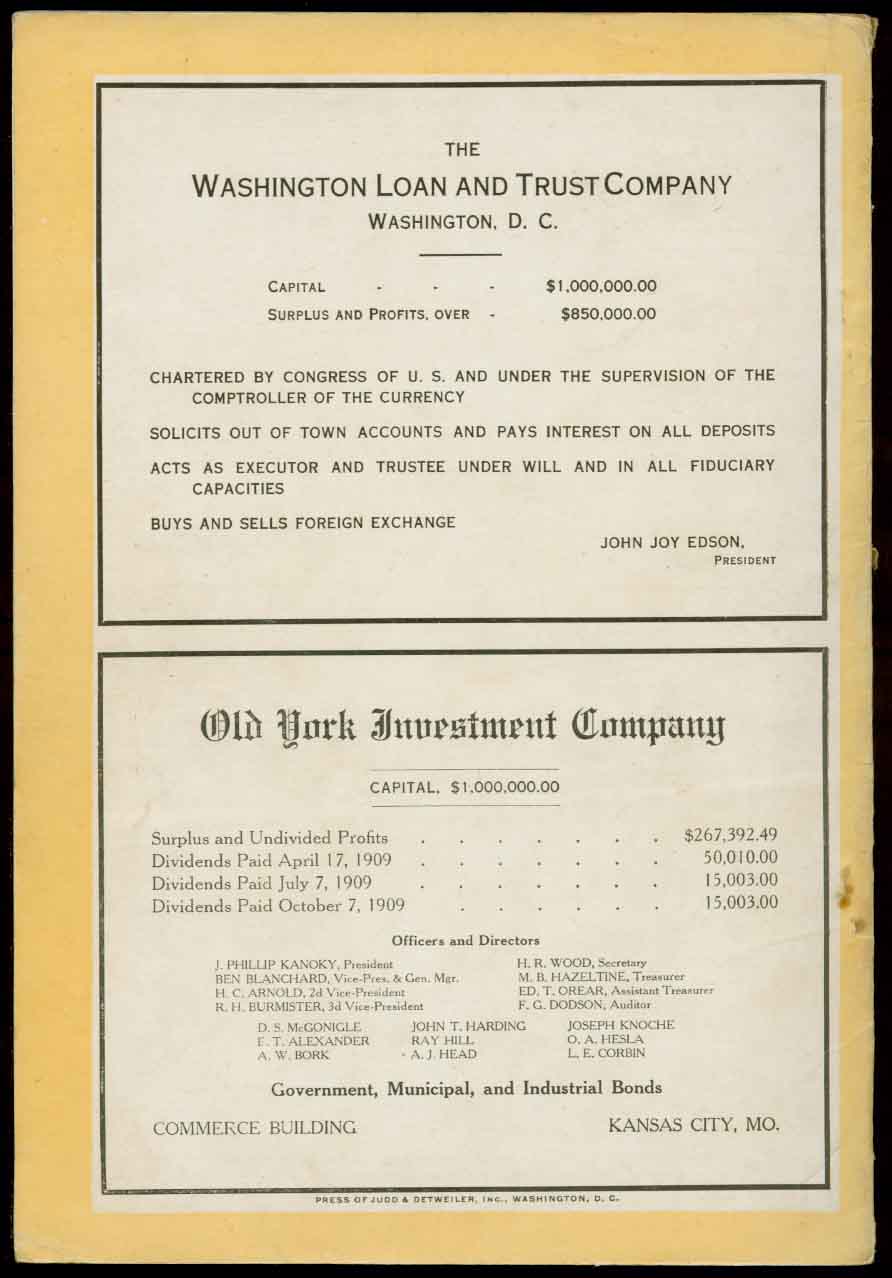 THE
WASHINGTON LOAN AND TRUST COMPANY
WASHINGTON, D. C.
CAPITAL - - - $1,000,000.00
SURPLUS AND PROFITS, OVER - $850,000.00
CHARTERED BY CONGRESS OF U. S. AND UNDER THE SUPERVISION OF THE
COMPTROLLER OF THE CURRENCY
SOLICITS OUT OF TOWN ACCOUNTS AND PAYS INTEREST ON ALL DEPOSITS
ACTS AS EXECUTOR AND TRUSTEE UNDER WILL AND IN ALL FIDUCIARY
CAPACITIES
BUYS AND SELLS FOREIGN EXCHANGE
JOHN JOY EDSON,
PRESIDENT
Old York Investment Company
CAPITAL, $1,000,000.00
Surplus and Undivided Profits . . . . . . . $267,392.49
Dividends Paid April 17, 1909 . . . . . . . 50,010.00
Dividends Paid July 7, 1909 . . . . . . . 15,003.00
Dividends Paid October 7, 1909 . . . . . . 15,003.00
Officers and Directors
J. PHILLIP KANOKY, President H. R. WOOD, Secretary
BEN BLANCHARD, Vice-Pres. & Gen. Mgr. M. B. HAZELTINE, Treasurer
H. C. ARNOLD, 2d Vice-President ED. T. OREAR, Assistant Treasurer
R. H. BURMISTER, 3d Vice-President F. G. DODSON, Auditor
D. S. McGONIGLE JOHN T. HARDING JOSEPH KNOCHE
E. T. ALEXANDER RAY HILL O. A. HESLA
A. W. BORK A. J. HEAD L. E. CORBIN
Government, Municipal, and Industrial Bonds
COMMERCE BUILDING KANSAS CITY, MO.
PRESS OF JUDD & DETWEILER, INC., WASHINGTON, D. C.